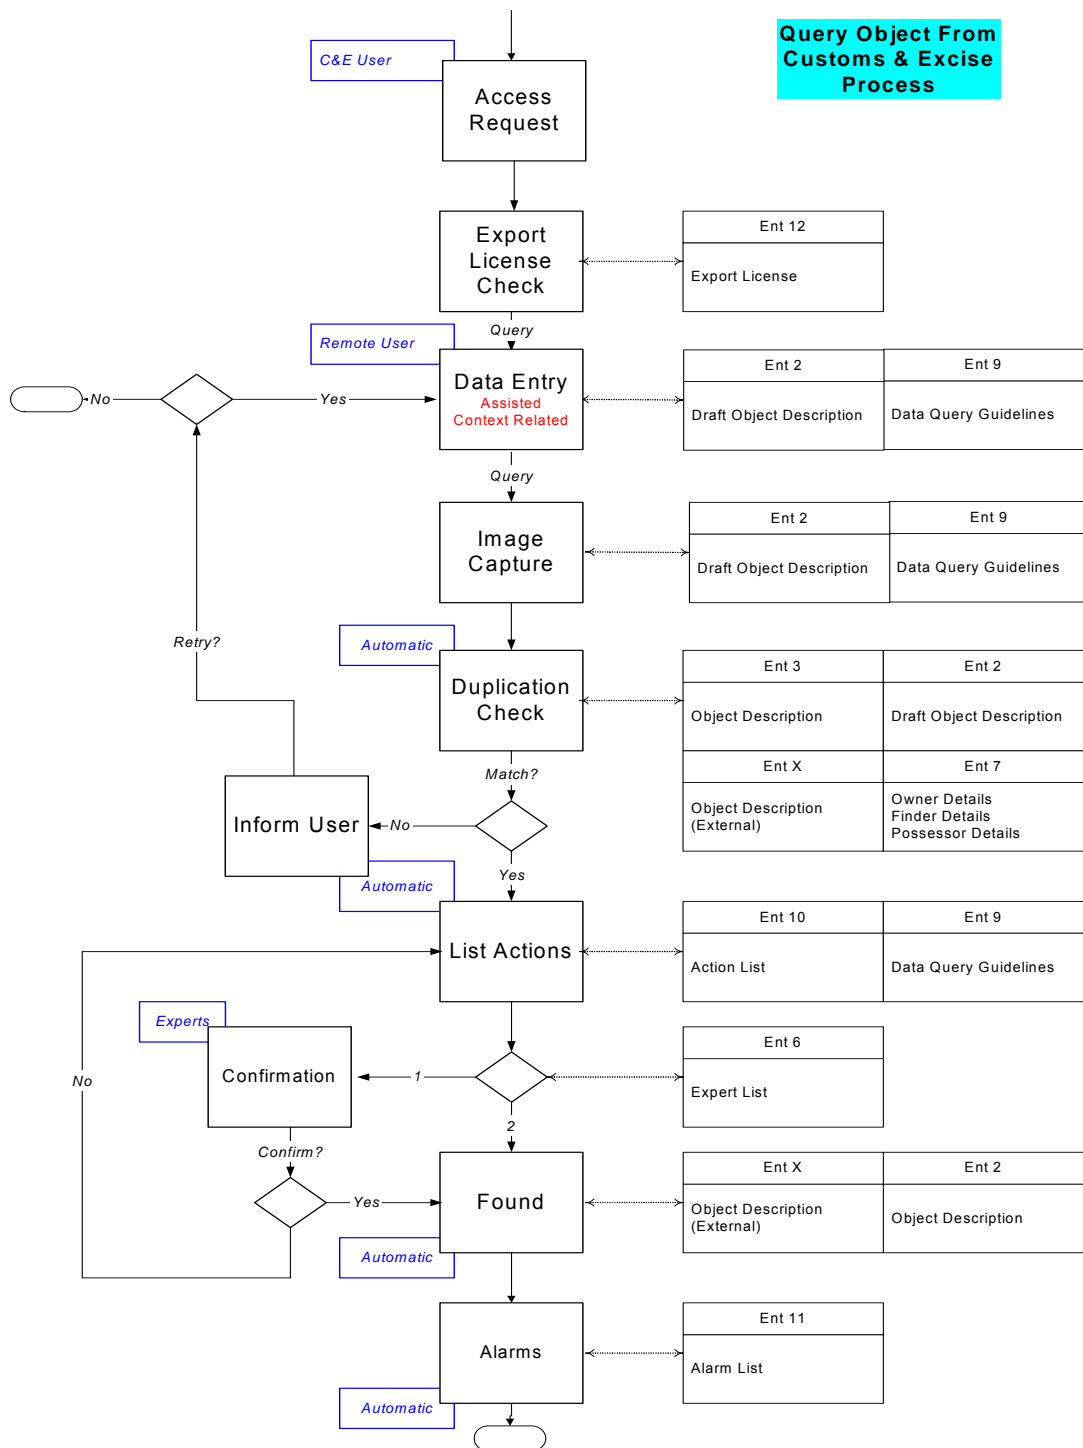 Query Object From
Customs & Excise
Process
C&E User
Access
Request
Export
License
Check
Ent 12
Export License
Query
Remote User
Data Entry
Assisted
Context Related
Ent 2
Ent 9
Draft Object Description
Data Query Guidelines
No
Yes
Query
Image
Capture
Ent 2
Ent 9
Draft Object Description
Data Query Guidelines
Retry?
Automatic
Duplication
Check
Ent 3
Ent 2
Object Description
Draft Object Description
Ent X
Ent 7
Object Description
(External)
Owner Details
Finder Details
Possessor Details
Match?
Inform User
No
Yes
Automatic
List Actions
Ent 10
Ent 9
Action List
Data Query Guidelines
Experts
Confirmation
No
1
2
Ent 6
Expert List
Confirm?
Yes
Found
Ent X
Ent 2
Object Description
(External)
Object Description
Automatic
Alarms
Ent 11
Alarm List
Automatic